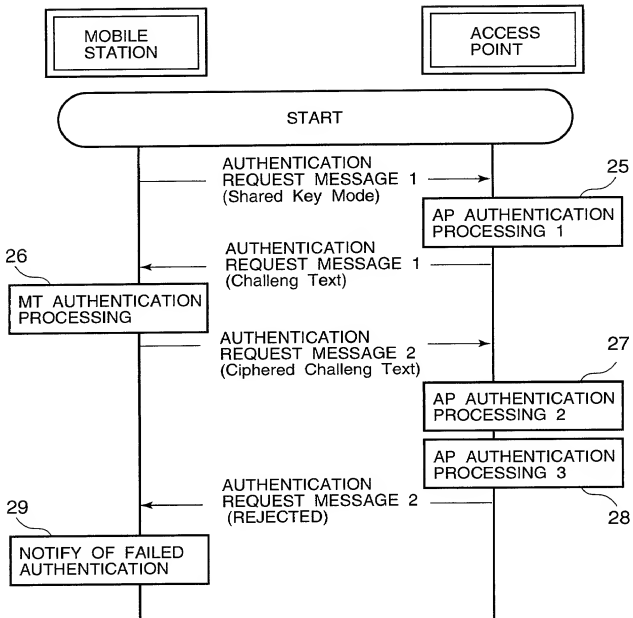 MOBILE
STATION
ACCESS
POINT
START
AUTHENTICATION
REQUEST MESSAGE 1
(Shared Key Mode)
25
AP AUTHENTICATION
PROCESSING 1
AUTHENTICATION
REQUEST MESSAGE 1
(Challeng Text)
26
MT AUTHENTICATION
PROCESSING
AUTHENTICATION
REQUEST MESSAGE 2
(Ciphered Challeng Text)
27
AP AUTHENTICATION
PROCESSING 2
AP AUTHENTICATION
PROCESSING 3
28
AUTHENTICATION
REQUEST MESSAGE 2
(REJECTED)
29
NOTIFY OF FAILED
AUTHENTICATION